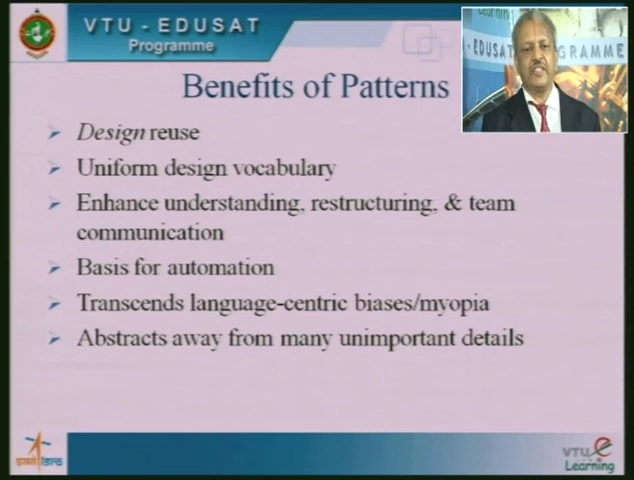 VTU - EDUSAT
Programme
- EDUSAT PROGRAMME
Benefits of Patterns
Design reuse
Uniform design vocabulary
Enhance understanding, restructuring, & team
communication
Basis for automation
Transcends language-centric biases/myopia
Abstracts away from many unimportant details
VTU e
Learning